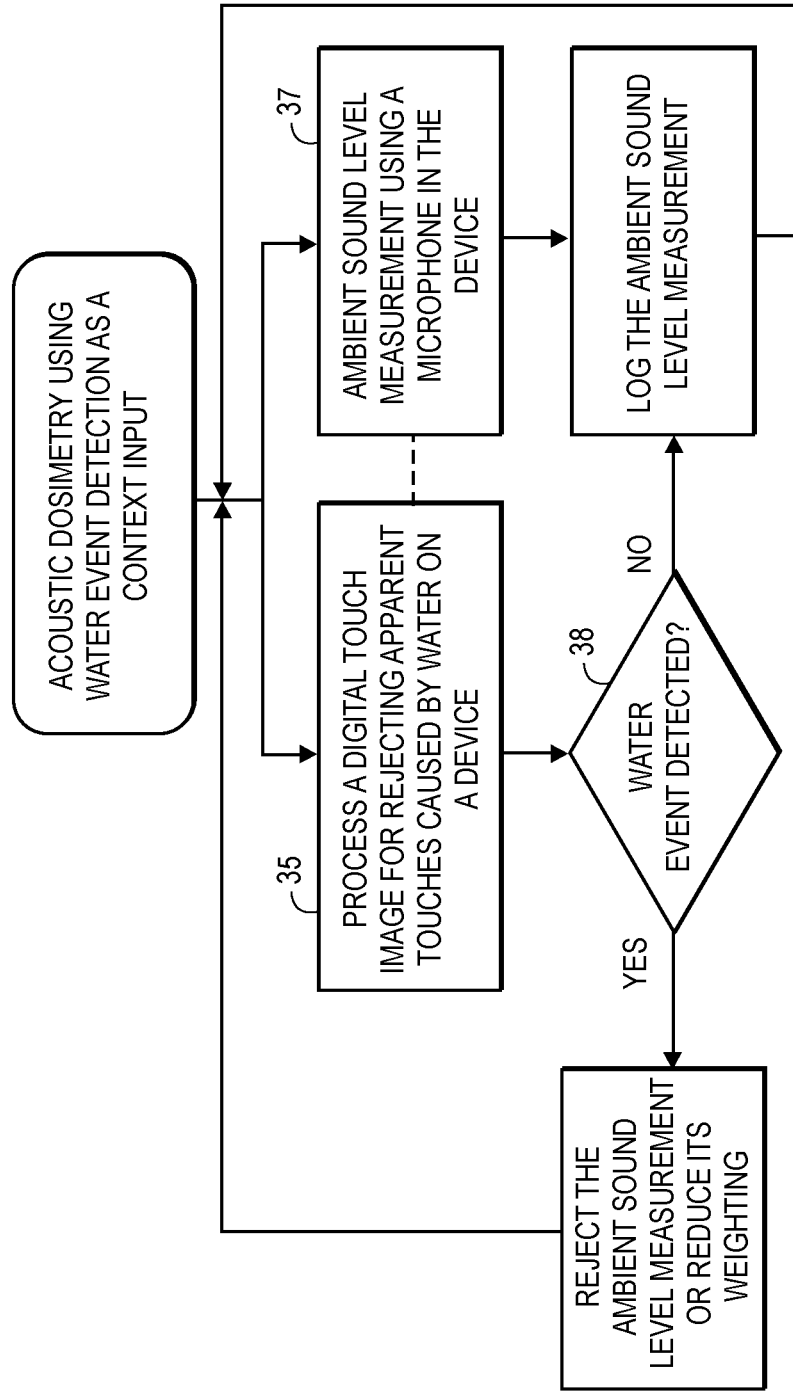 ACOUSTIC DOSIMETRY USING
WATER EVENT DETECTION AS A
CONTEXT INPUT
35
PROCESS A DIGITAL TOUCH
IMAGE FOR REJECTING APPARENT
TOUCHES CAUSED BY WATER ON
A DEVICE
37
AMBIENT SOUND LEVEL
MEASUREMENT USING A
MICROPHONE IN THE
DEVICE
38
WATER
EVENT DETECTED?
YES
NO
REJECT THE
AMBIENT SOUND
LEVEL MEASUREMENT
OR REDUCE ITS
WEIGHTING
LOG THE AMBIENT SOUND
LEVEL MEASUREMENT